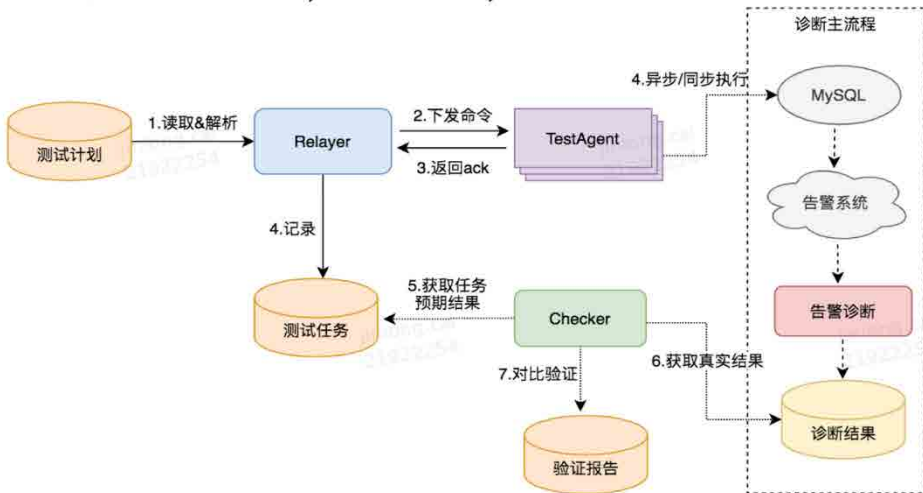 诊断主流程
4.异步/同步执行
MySQL
1.读取&解析
2.下发命令
测试计划
Relayer
TestAgent
3.返回ack
告警系统
4.记录
5.获取任务
预期结果
测试任务
Checker
告警诊断
6.获取真实结果
7.对比验证
诊断结果
验证报告
21922254
21922254